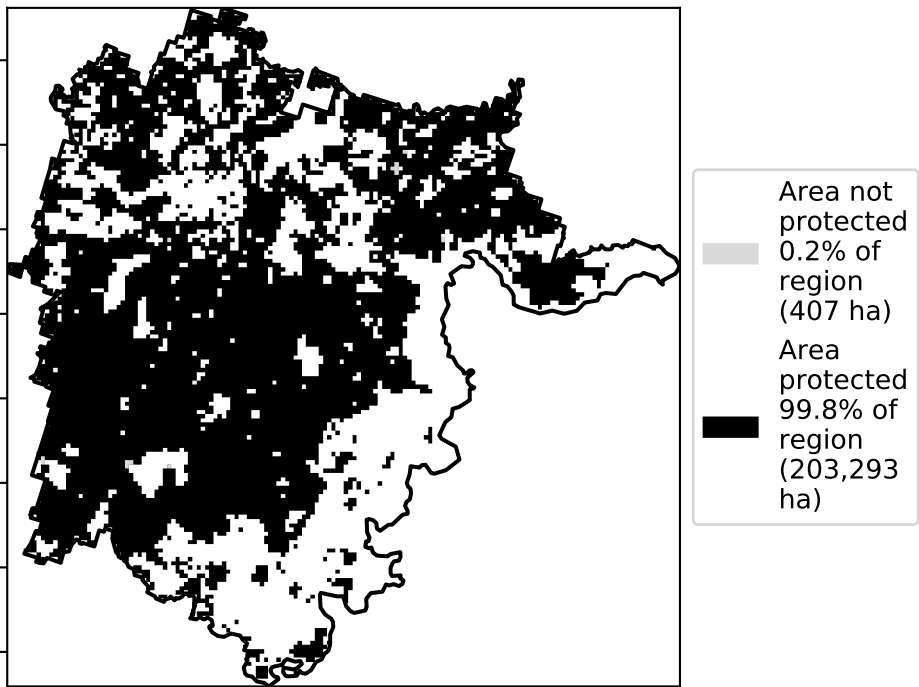 Area not
protected
0.2% of
region
(407 ha)
Area
protected
99.8% of
region
(203,293
ha)